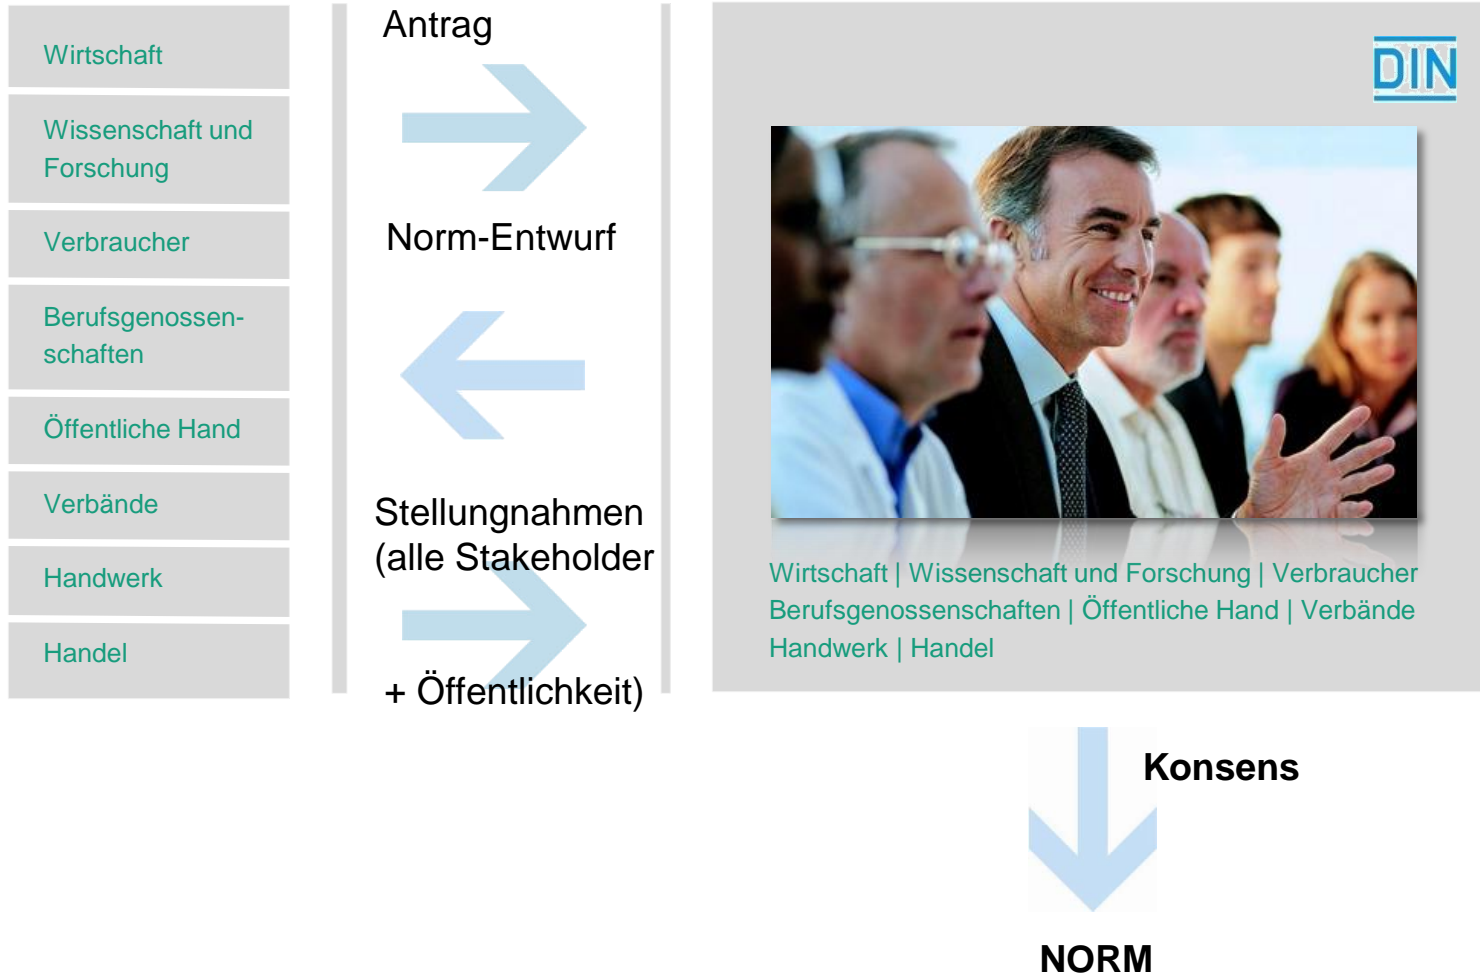 Wirtschaft
Wissenschaft und
Forschung
Verbraucher
Berufsgenossen-
schaften
Öffentliche Hand
Verbände
Handwerk
Handel
Antrag
Norm-Entwurf
Stellungnahmen
(alle Stakeholder
+ Öffentlichkeit)
DIN
Wirtschaft | Wissenschaft und Forschung | Verbraucher
Berufsgenossenschaften | Öffentliche Hand | Verbände
Handwerk | Handel
Konsens
NORM